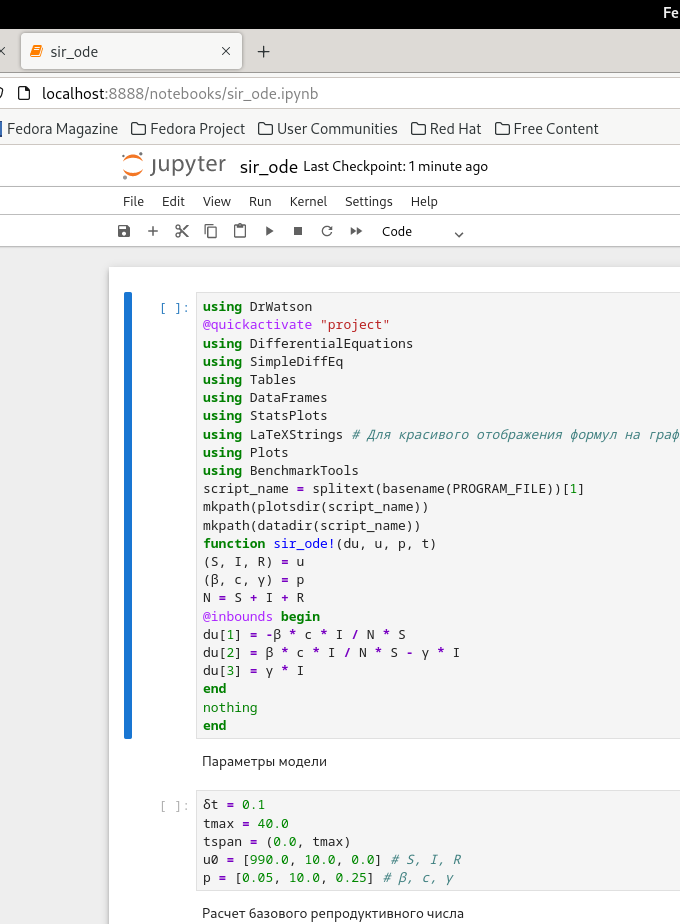 Fe
sir_ode
localhost:8888/notebooks/sir_ode.ipynb
Fedora Magazine Fedora Project User Communities Red Hat Free Content
jupyter sir_ode Last Checkpoint: 1 minute ago
File Edit View Run Kernel Settings Help
Code
[ ]: using DrWatson
@quickactivate "project"
using DifferentialEquations
using SimpleDiffEq
using Tables
using DataFrames
using StatsPlots
using LaTeXStrings # Для красивого отображения формул на граф
using Plots
using BenchmarkTools
script_name = splitext(basename(PROGRAM_FILE))[1]
mkpath(plotsdir(script_name))
mkpath(datadir(script_name))
function sir_ode!(du, u, p, t)
(S, I, R) = u
(β, c, γ) = p
N = S + I + R
@inbounds begin
du[1] = -β * c * I / N * S
du[2] = β * c * I / N * S - γ * I
du[3] = γ * I
end
nothing
end
Параметры модели
[ ]: δt = 0.1
tmax = 40.0
tspan = (0.0, tmax)
u0 = [990.0, 10.0, 0.0] # S, I, R
p = [0.05, 10.0, 0.25] # β, c, γ
Расчет базового репродуктивного числа